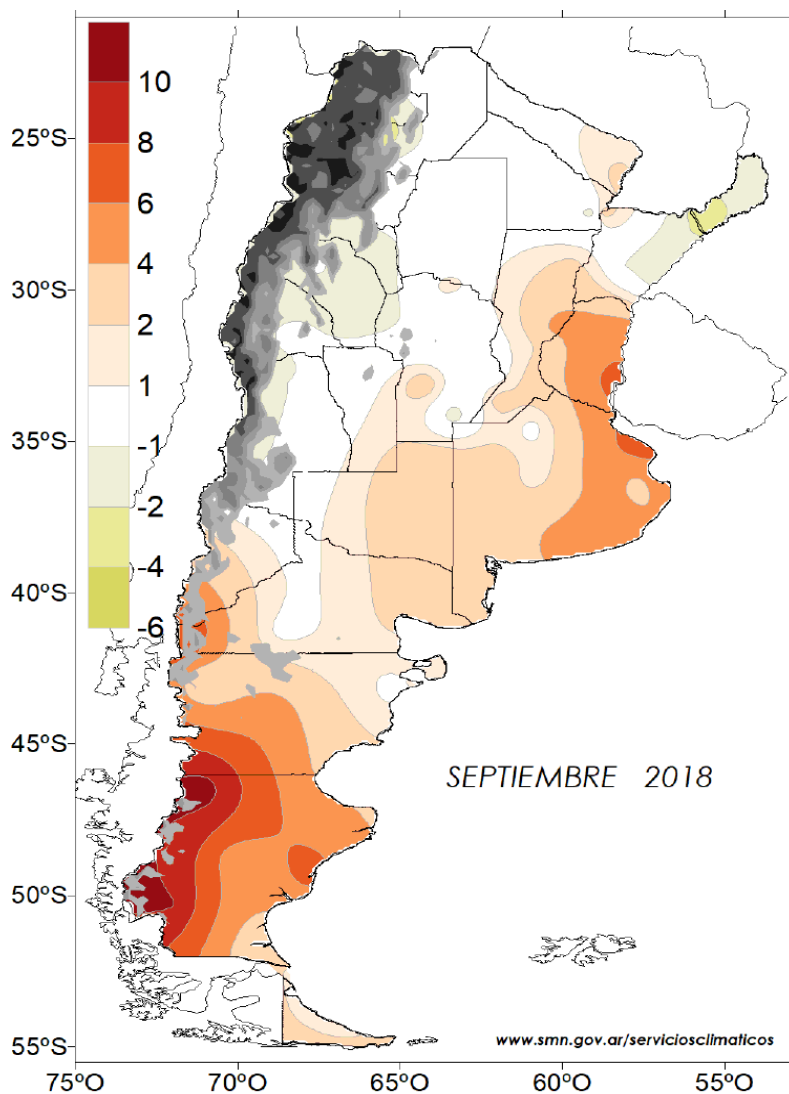 10
8
6
4
2
1
-1
-2
-4
-6
25ºS
30ºS
35ºS
40ºS
45ºS
50ºS
55ºS
SEPTIEMBRE 2018
www.smn.gov.ar/serviciosclimaticos
75ºO 70ºO 65ºO 60ºO 55ºO